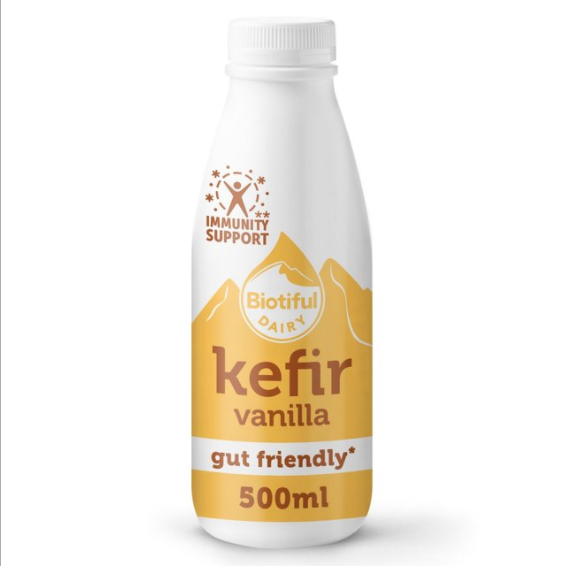 IMMUNITY**
SUPPORT
Biotiful
DAIRY
kefir
vanilla
gut friendly*
500ml